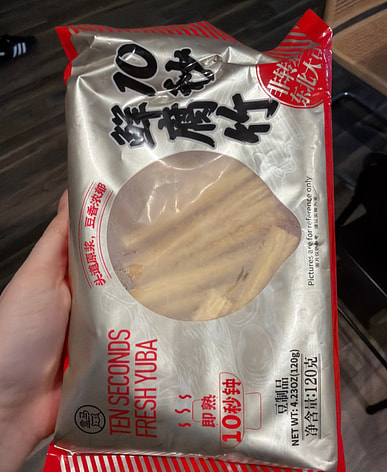 10秒
鲜腐竹
非转基因
东北大豆
头道原浆，豆香浓郁
Pictures are for reference only
TEN SECONDS
FRESH YUBA
即熟
10秒钟
豆制品
NET WT: 4.23OZ(120g)
净含量:120克